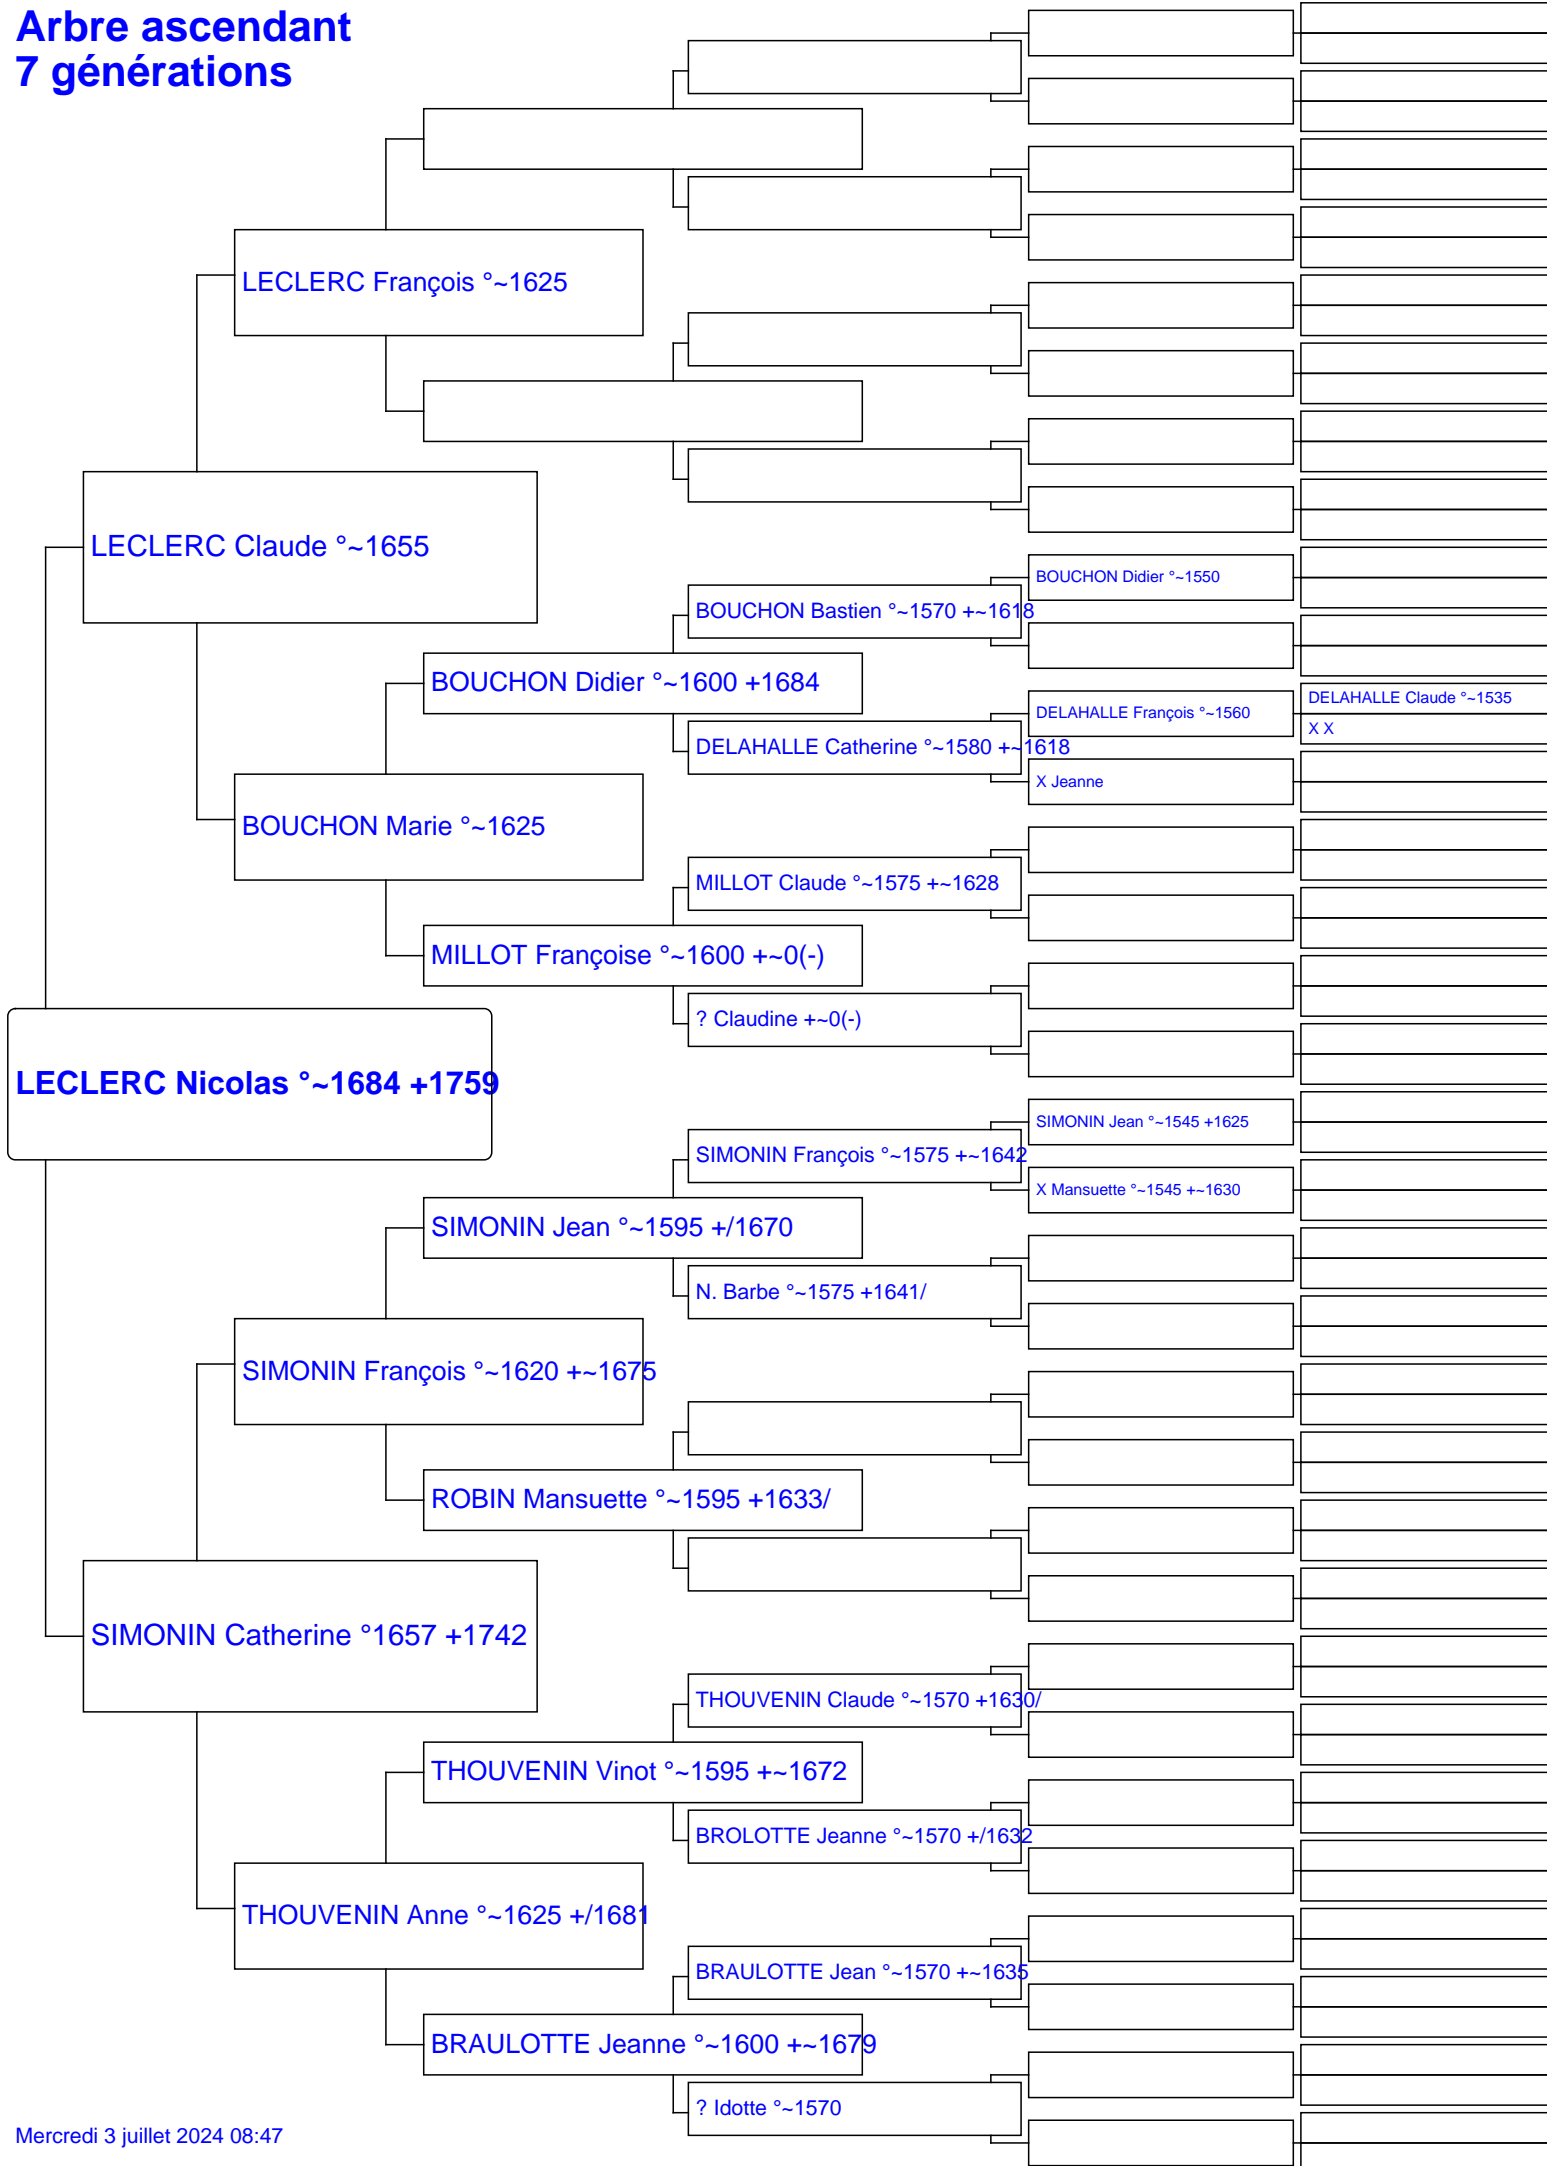 Arbre ascendant
7 générations
LECLERC François °~1625
LECLERC Claude °~1655
BOUCHON Didier °~1550
BOUCHON Bastien °~1570 +~1618
BOUCHON Didier °~1600 +1684
DELAHALLE Claude °~1535
DELAHALLE François °~1560
X X
DELAHALLE Catherine °~1580 +~1618
X Jeanne
BOUCHON Marie °~1625
MILLOT Claude °~1575 +~1628
MILLOT Françoise °~1600 +~0(-)
? Claudine +~0(-)
LECLERC Nicolas °~1684 +1759
SIMONIN Jean °~1545 +1625
SIMONIN François °~1575 +~1642
X Mansuette °~1545 +~1630
SIMONIN Jean °~1595 +/1670
N. Barbe °~1575 +1641/
SIMONIN François °~1620 +~1675
ROBIN Mansuette °~1595 +1633/
SIMONIN Catherine °1657 +1742
THOUVENIN Claude °~1570 +1630/
THOUVENIN Vinot °~1595 +~1672
BROLOTTE Jeanne °~1570 +/1632
THOUVENIN Anne °~1625 +/1681
BRAULOTTE Jean °~1570 +~1635
BRAULOTTE Jeanne °~1600 +~1679
? Idotte °~1570
Mercredi 3 juillet 2024 08:47